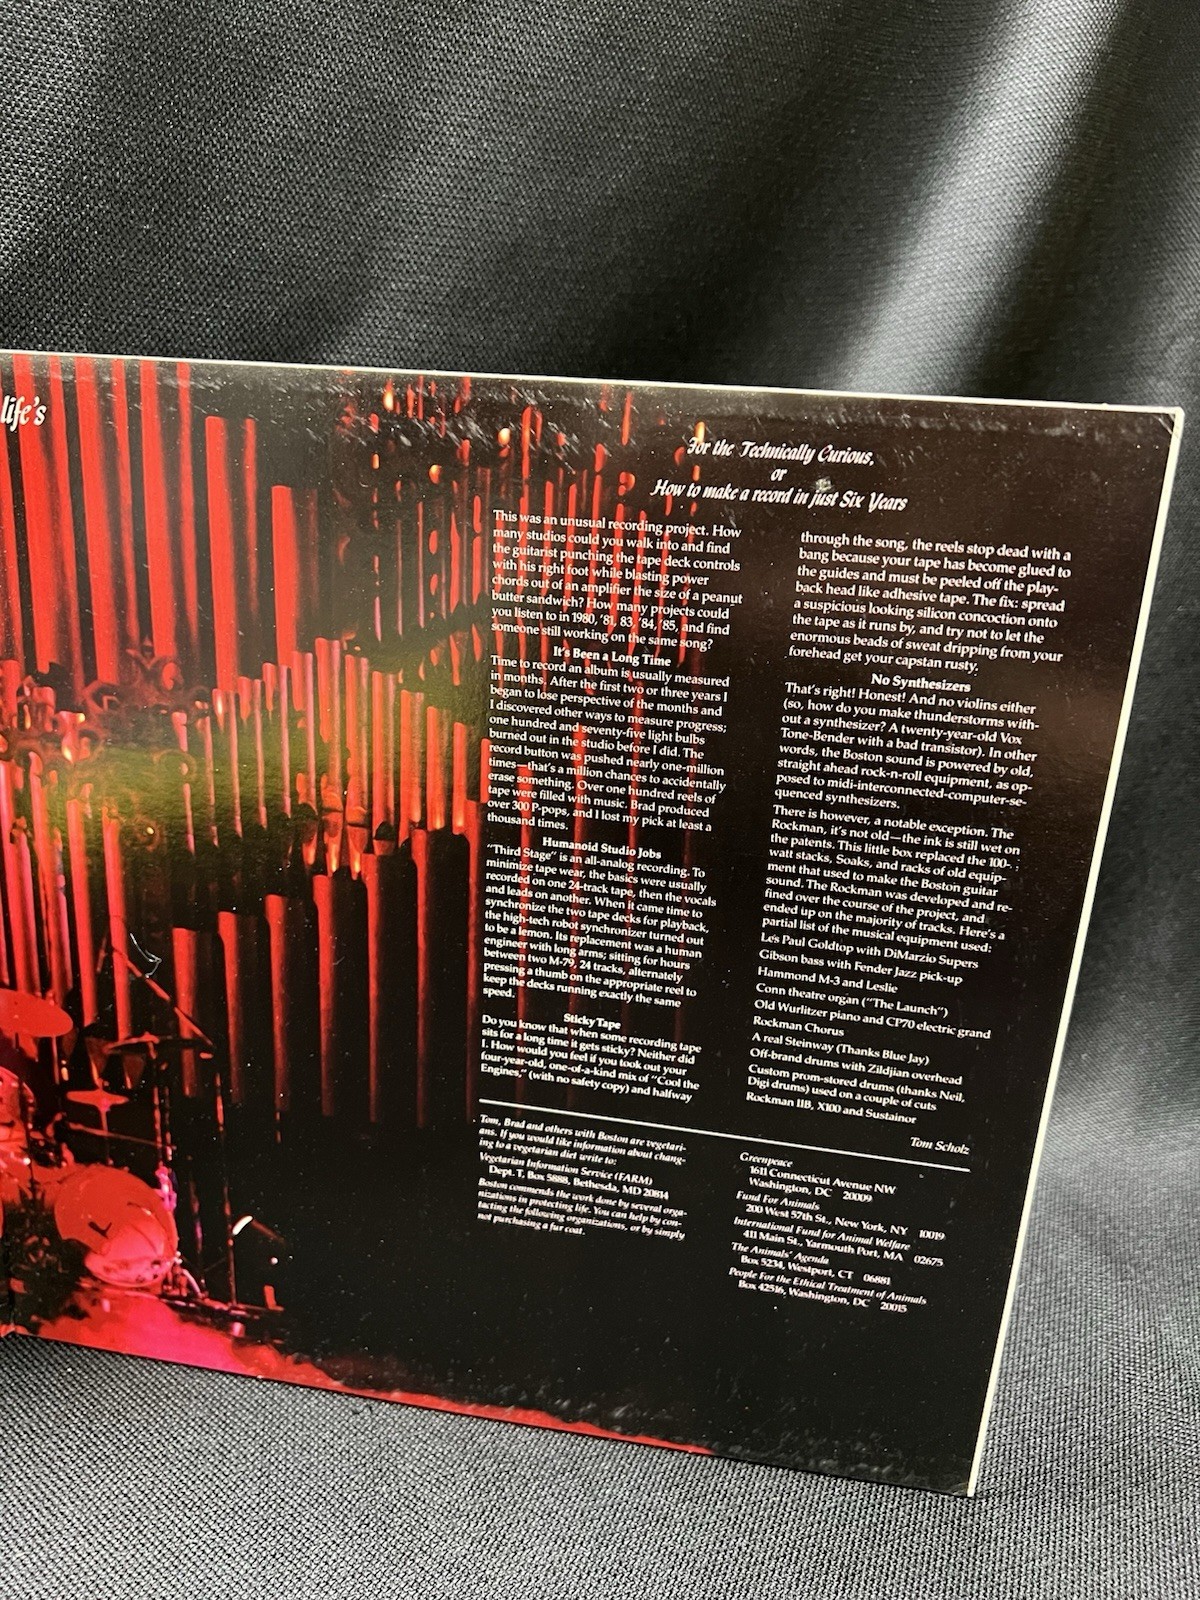 life's
For the Technically Curious,
or
How to make a record in just Six Years
This was an unusual recording project. How
many studios could you walk into and find
the guitarist punching the tape deck controls
with his right foot while blasting power
chords out of an amplifier the size of a peanut
butter sandwich? How many projects could
you listen to in 1980, '81, 83, '84, '85, and find
someone still working on the same song?
It's Been a Long Time
Time to record an album is usually measured
in months. After the first two or three years I
began to lose perspective of the months and
I discovered other ways to measure progress;
one hundred and seventy-five light bulbs
burned out in the studio before I did. The
record button was pushed nearly one-million
times—that's a million chances to accidentally
erase something. Over one hundred reels of
tape were filled with music. Brad produced
over 300 P-pops, and I lost my pick at least a
thousand times.
Humanoid Studio Jobs
"Third Stage" is an all-analog recording. To
minimize tape wear, the basics were usually
recorded on one 24-track tape, then the vocals
and leads on another. When it came time to
synchronize the two tape decks for playback,
the high-tech robot synchronizer turned out
to be a lemon. Its replacement was a human
engineer with long arms; sitting for hours
between two M-79, 24 tracks, alternately
pressing a thumb on the appropriate reel to
keep the decks running exactly the same
speed.
Sticky Tape
Do you know that when some recording tape
sits for a long time it gets sticky? Neither did
I. How would you feel if you took out your
four-year-old, one-of-a-kind mix of "Cool the
Engines," (with no safety copy) and halfway
through the song, the reels stop dead with a
bang because your tape has become glued to
the guides and must be peeled off the play-
back head like adhesive tape. The fix: spread
a suspicious looking silicon concoction onto
the tape as it runs by, and try not to let the
enormous beads of sweat dripping from your
forehead get your capstan rusty.
No Synthesizers
That's right! Honest! And no violins either
(so, how do you make thunderstorms with-
out a synthesizer? A twenty-year-old Vox
Tone-Bender with a bad transistor). In other
words, the Boston sound is powered by old,
straight ahead rock-n-roll equipment, as op-
posed to midi-interconnected-computer-se-
quenced synthesizers.
There is however, a notable exception. The
Rockman, it's not old—the ink is still wet on
the patents. This little box replaced the 100-
watt stacks, Soaks, and racks of old equip-
ment that used to make the Boston guitar
sound. The Rockman was developed and re-
fined over the course of the project, and
ended up on the majority of tracks. Here's a
partial list of the musical equipment used:
Les Paul Goldtop with DiMarzio Supers
Gibson bass with Fender Jazz pick-up
Hammond M-3 and Leslie
Conn theatre organ ("The Launch")
Old Wurlitzer piano and CP70 electric grand
Rockman Chorus
A real Steinway (Thanks Blue Jay)
Off-brand drums with Zildjian overhead
Custom prom-stored drums (thanks Neil,
Digi drums) used on a couple of cuts
Rockman IIB, X100 and Sustainor
Tom Scholz
Tom, Brad and others with Boston are vegetari-
ans. If you would like information about chang-
ing to a vegetarian diet write to:
Vegetarian Information Service (FARM)
Dept. T, Box 5888, Bethesda, MD 20814
Boston commends the work done by several orga-
nizations in protecting life. You can help by con-
tacting the following organizations, or by simply
not purchasing a fur coat.
Greenpeace
1611 Connecticut Avenue NW
Washington, DC 20009
Fund For Animals
200 West 57th St., New York, NY 10019
International Fund for Animal Welfare
411 Main St., Yarmouth Port, MA 02675
The Animals' Agenda
Box 5234, Westport, CT 06881
People For the Ethical Treatment of Animals
Box 42516, Washington, DC 20015